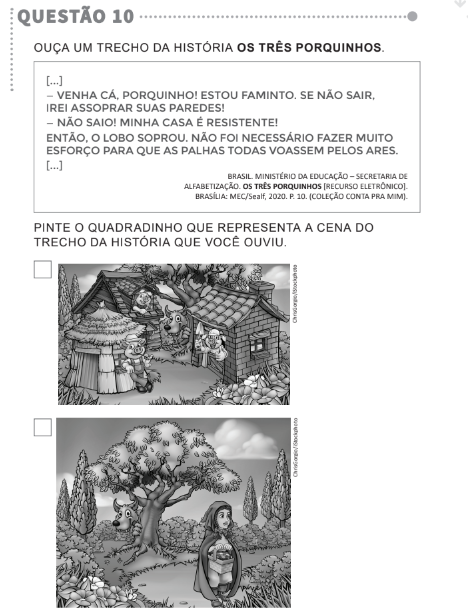 QUESTÃO 10
OUÇA UM TRECHO DA HISTÓRIA OS TRÊS PORQUINHOS.
[...]
– VENHA CÁ, PORQUINHO! ESTOU FAMINTO. SE NÃO SAIR,
IREI ASSOPRAR SUAS PAREDES!
– NÃO SAIO! MINHA CASA É RESISTENTE!
ENTÃO, O LOBO SOPROU. NÃO FOI NECESSÁRIO FAZER MUITO
ESFORÇO PARA QUE AS PALHAS TODAS VOASSEM PELOS ARES.
[...]
BRASIL. MINISTÉRIO DA EDUCAÇÃO – SECRETARIA DE
ALFABETIZAÇÃO. OS TRÊS PORQUINHOS [RECURSO ELETRÔNICO].
BRASÍLIA: MEC/Sealf, 2020. P. 10. (COLEÇÃO CONTA PRA MIM).
PINTE O QUADRADINHO QUE REPRESENTA A CENA DO
TRECHO DA HISTÓRIA QUE VOCÊ OUVIU.